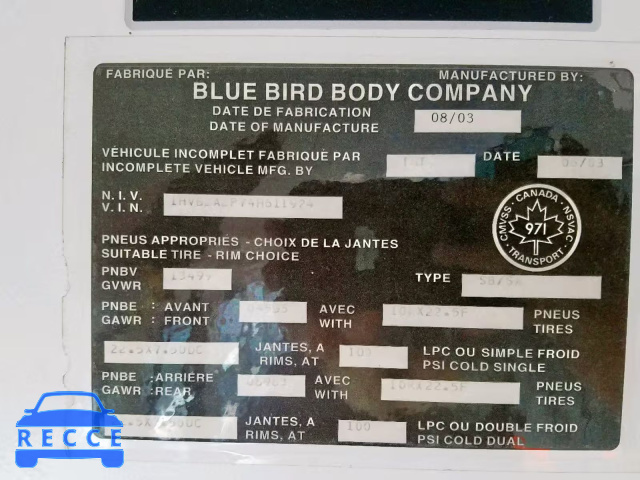 FABRIQUÉ PAR: MANUFACTURED BY:
BLUE BIRD BODY COMPANY
DATE DE FABRICATION
DATE OF MANUFACTURE 08/03
VÉHICULE INCOMPLET FABRIQUÉ PAR
INCOMPLETE VEHICLE MFG. BY DATE
N. I. V.
V. I. N.
CMVSS · CANADA · NSVAC
971
TRANSPORT
PNEUS APPROPRIÉS - CHOIX DE LA JANTES
SUITABLE TIRE - RIM CHOICE
PNBV
GVWR 13499 TYPE
PNBE : AVANT AVEC PNEUS
GAWR : FRONT WITH TIRES
JANTES, A 100 LPC OU SIMPLE FROID
RIMS, AT PSI COLD SINGLE
PNBE : ARRIÈRE AVEC PNEUS
GAWR : REAR WITH TIRES
JANTES, A 100 LPC OU DOUBLE FROID
RIMS, AT PSI COLD DUAL
RECCE